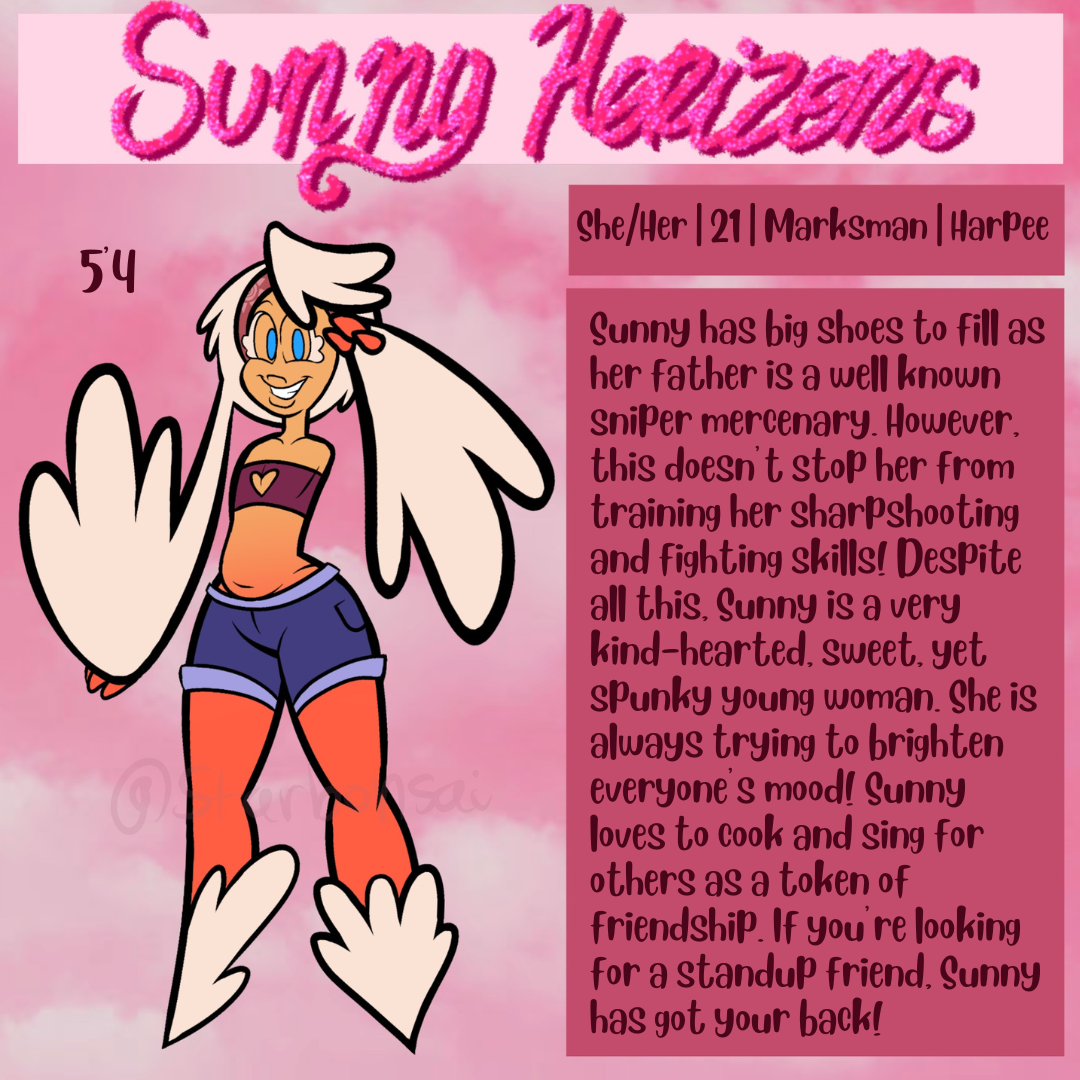 Sunny Horizons
She/Her | 21 | Marksman | Harpee
5'4
Sunny has big shoes to fill as
her father is a well known
sniper mercenary. However,
this doesn't stop her from
training her sharpshooting
and fighting skills! Despite
all this, Sunny is a very
kind-hearted, sweet, yet
spunky young woman. She is
always trying to brighten
everyone's mood! Sunny
loves to cook and sing for
others as a token of
friendship. If you're looking
for a standup friend, Sunny
has got your back!